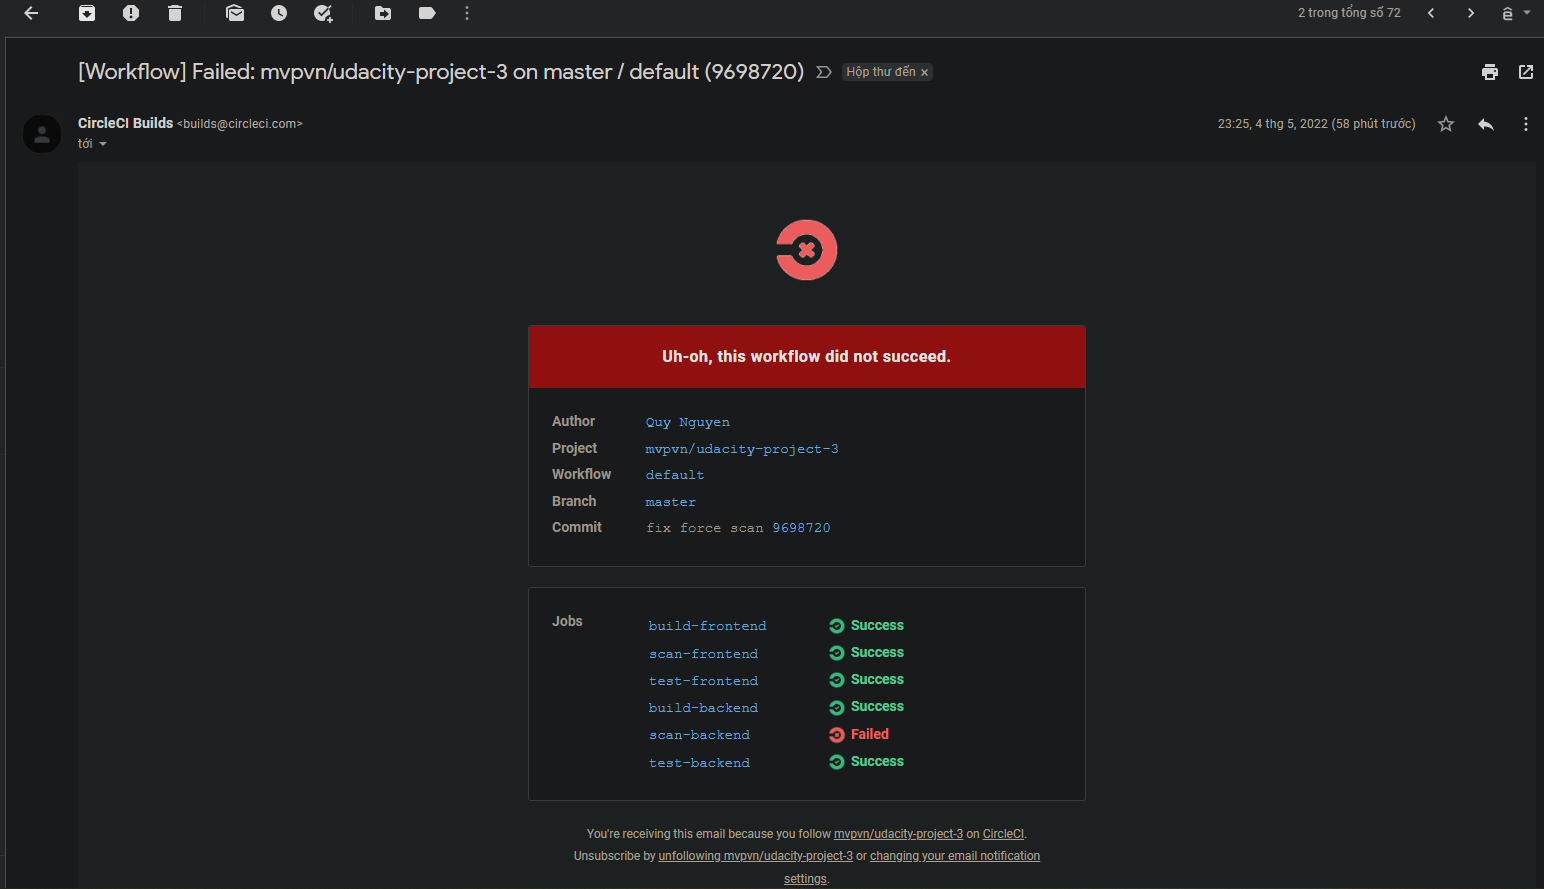 2 trong tổng số 72
[Workflow] Failed: mvpvn/udacity-project-3 on master / default (9698720)
Hộp thư đến ×
CircleCI Builds <builds@circleci.com>
23:25, 4 thg 5, 2022 (58 phút trước)
tới
Uh-oh, this workflow did not succeed.
Author Quy Nguyen
Project mvpvn/udacity-project-3
Workflow default
Branch master
Commit fix force scan 9698720
Jobs build-frontend Success
scan-frontend Success
test-frontend Success
build-backend Success
scan-backend Failed
test-backend Success
You're receiving this email because you follow mvpvn/udacity-project-3 on CircleCI.
Unsubscribe by unfollowing mvpvn/udacity-project-3 or changing your email notification
settings.